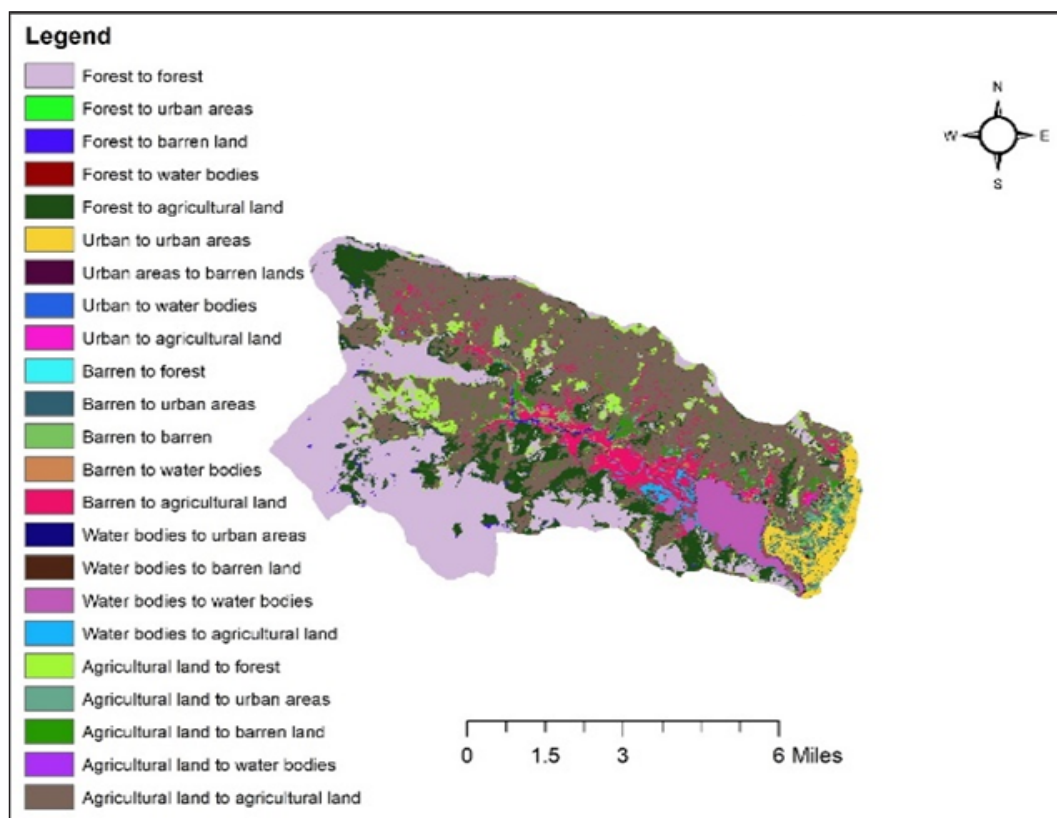 Legend
Forest to forest
Forest to urban areas
Forest to barren land
Forest to water bodies
Forest to agricultural land
Urban to urban areas
Urban areas to barren lands
Urban to water bodies
Urban to agricultural land
Barren to forest
Barren to urban areas
Barren to barren
Barren to water bodies
Barren to agricultural land
Water bodies to urban areas
Water bodies to barren land
Water bodies to water bodies
Water bodies to agricultural land
Agricultural land to forest
Agricultural land to urban areas
Agricultural land to barren land
Agricultural land to water bodies
Agricultural land to agricultural land
N
W E
S
0 1.5 3 6 Miles